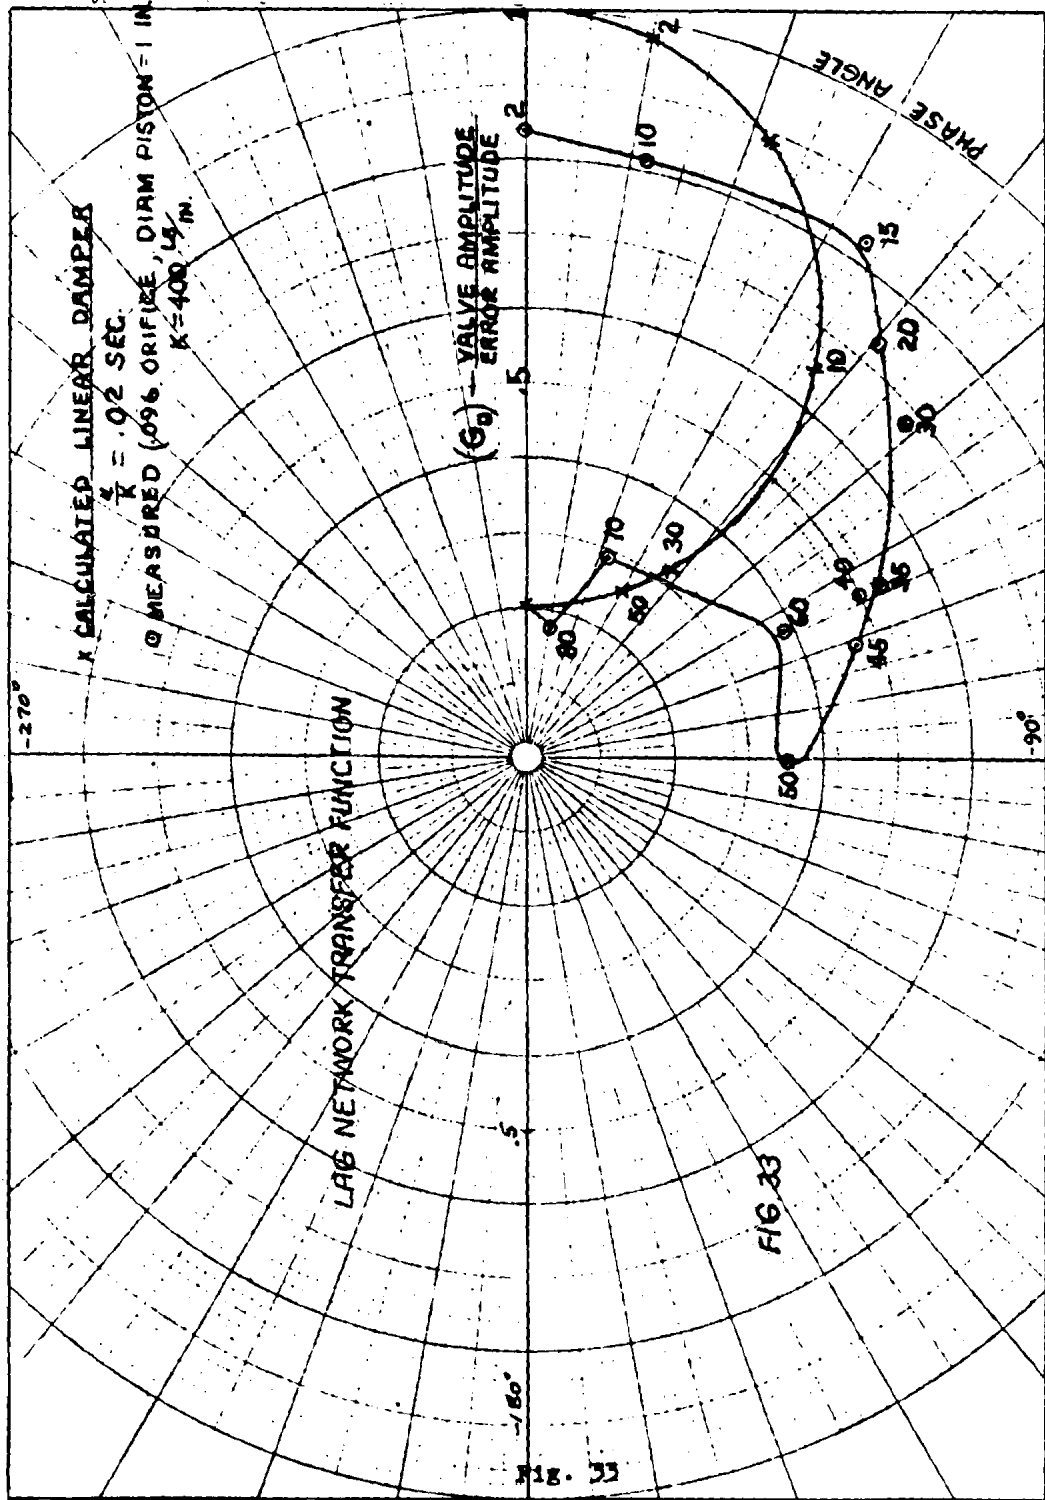 -270°
x CALCULATED LINEAR DAMPER
/K = .02 SEC.
⊙ MEASURED (.096 ORIFICE, DIAM PISTON = 1 IN
K = 400 LB/IN.
LAG NETWORK TRANSFER FUNCTION
(G₀) - VALVE AMPLITUDE
ERROR AMPLITUDE
-180°
.5
.5
1
2
2
10
15
20
30
35
40
45
50
60
70
80
10
30
50
PHASE ANGLE
-90°
FIG 33
Fig. 33